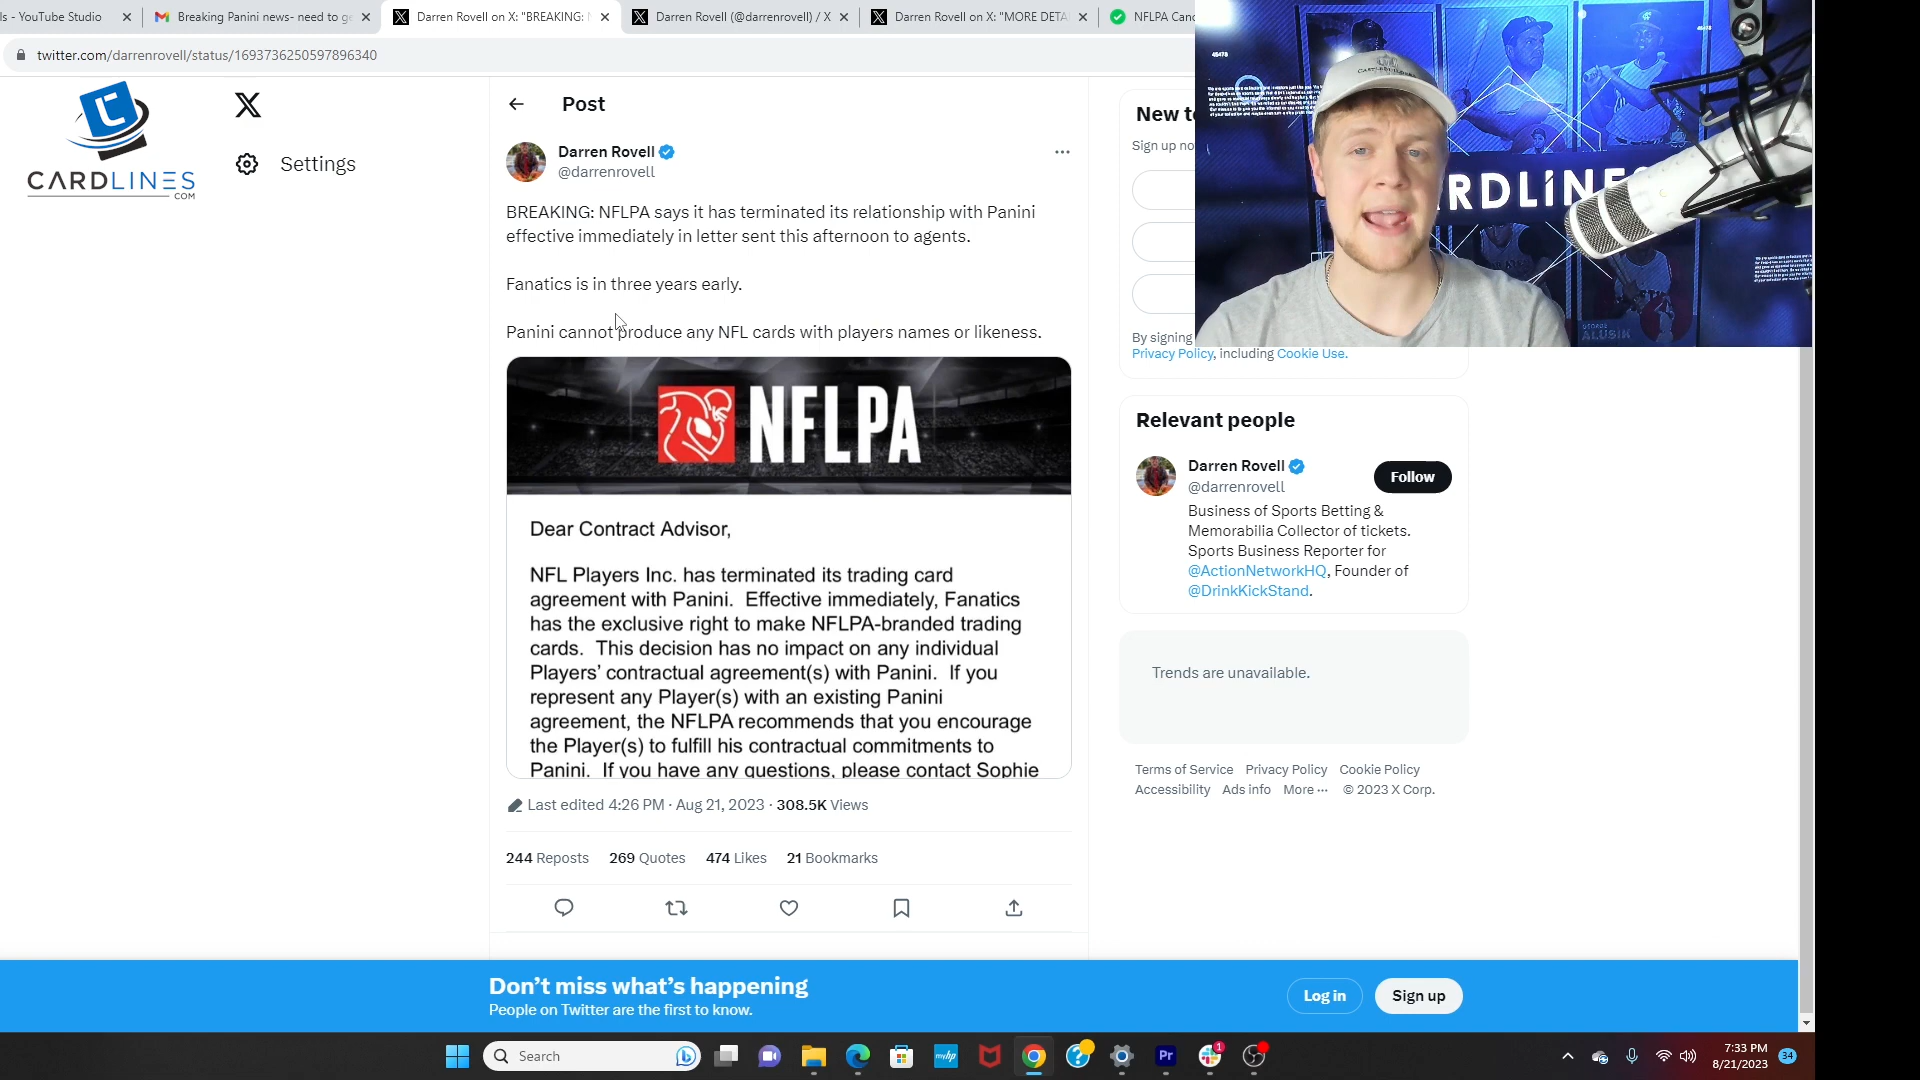 ls - YouTube Studio
Breaking Panini news- need to ge
Darren Rovell on X: "BREAKING: N
Darren Rovell (@darrenrovell) / X
Darren Rovell on X: "MORE DETA
NFLPA Canc
twitter.com/darrenrovell/status/1693736250597896340
CARDLINES
COM
Settings
Post
Darren Rovell
@darrenrovell
BREAKING: NFLPA says it has terminated its relationship with Panini
effective immediately in letter sent this afternoon to agents.
Fanatics is in three years early.
Panini cannot produce any NFL cards with players names or likeness.
NFLPA
Dear Contract Advisor,
NFL Players Inc. has terminated its trading card
agreement with Panini. Effective immediately, Fanatics
has the exclusive right to make NFLPA-branded trading
cards. This decision has no impact on any individual
Players' contractual agreement(s) with Panini. If you
represent any Player(s) with an existing Panini
agreement, the NFLPA recommends that you encourage
the Player(s) to fulfill his contractual commitments to
Panini. If you have any questions, please contact Sophie
Last edited 4:26 PM · Aug 21, 2023 · 308.5K Views
244 Reposts 269 Quotes 474 Likes 21 Bookmarks
New to
Sign up no
By signing
Privacy Policy, including Cookie Use.
Relevant people
Darren Rovell
@darrenrovell
Follow
Business of Sports Betting &
Memorabilia Collector of tickets.
Sports Business Reporter for
@ActionNetworkHQ, Founder of
@DrinkKickStand.
Trends are unavailable.
Terms of Service Privacy Policy Cookie Policy
Accessibility Ads info More ··· © 2023 X Corp.
ARDLINES
GEORGE
ALUSIK
Don't miss what's happening
People on Twitter are the first to know.
Log in
Sign up
Search
myhp
Pr
1
7:33 PM
8/21/2023
34